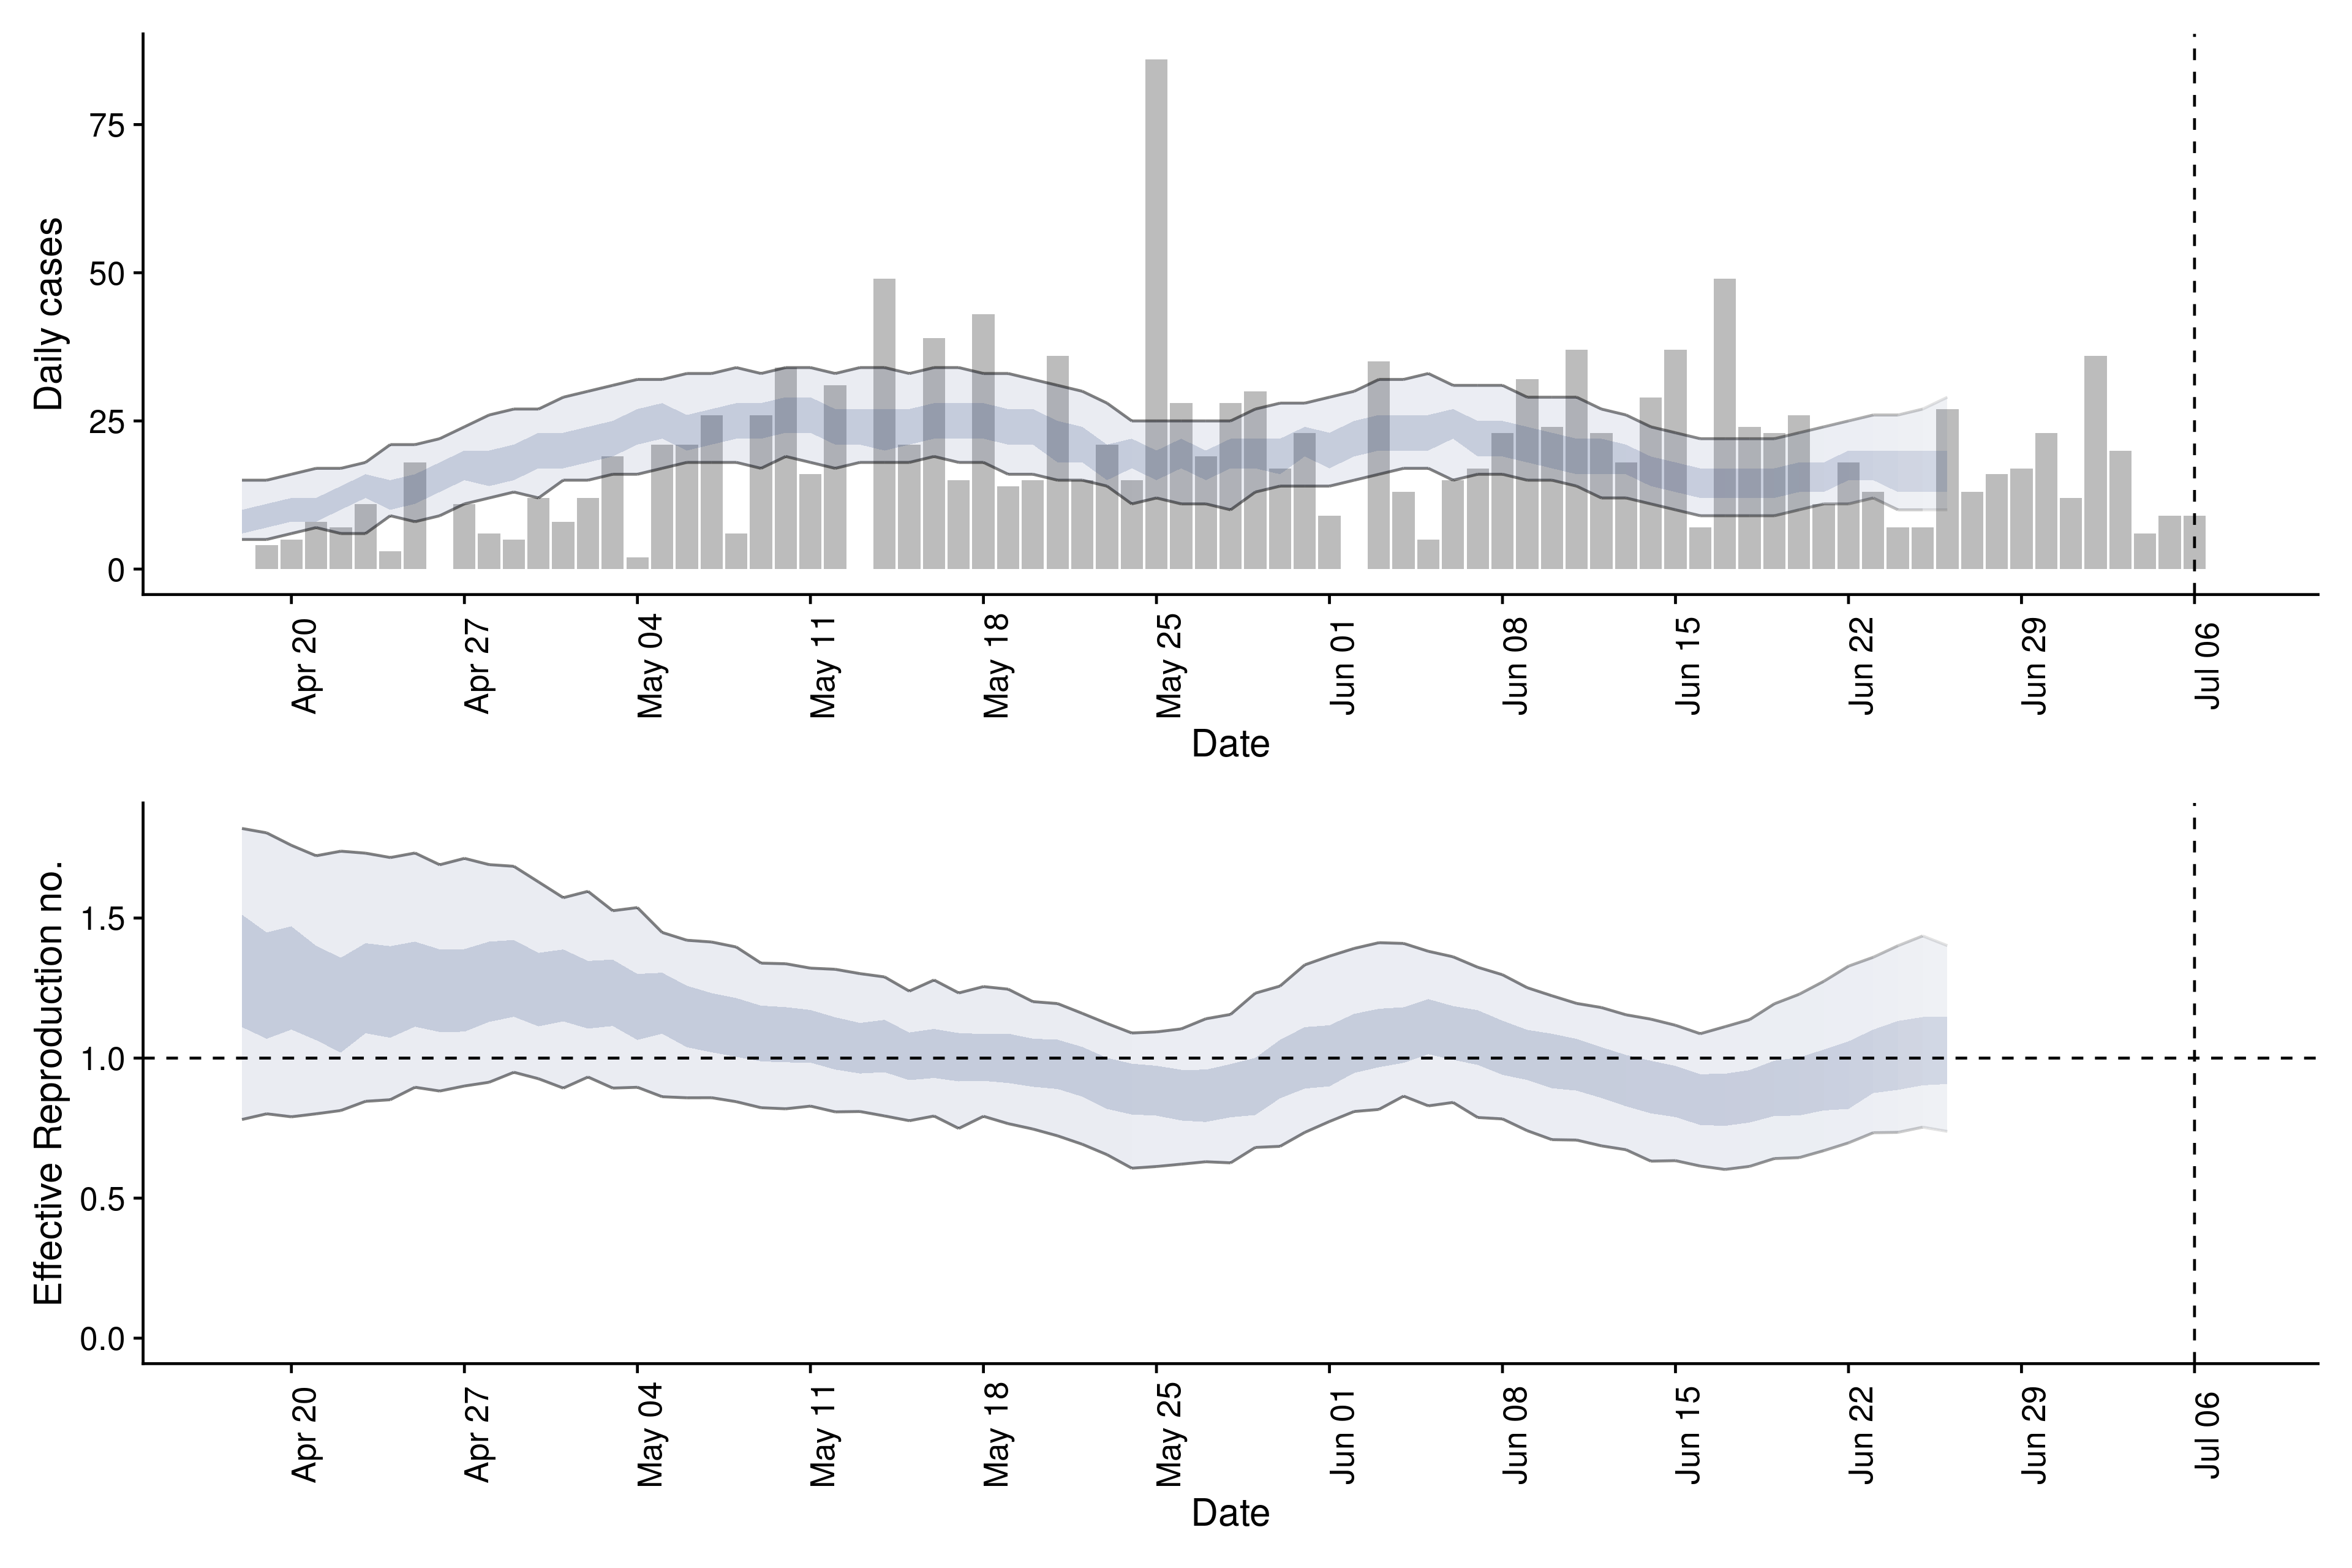 Daily cases
75
50
25
0
Apr 20
Apr 27
May 04
May 11
May 18
May 25
Jun 01
Jun 08
Jun 15
Jun 22
Jun 29
Jul 06
Date
Effective Reproduction no.
1.5
1.0
0.5
0.0
Apr 20
Apr 27
May 04
May 11
May 18
May 25
Jun 01
Jun 08
Jun 15
Jun 22
Jun 29
Jul 06
Date